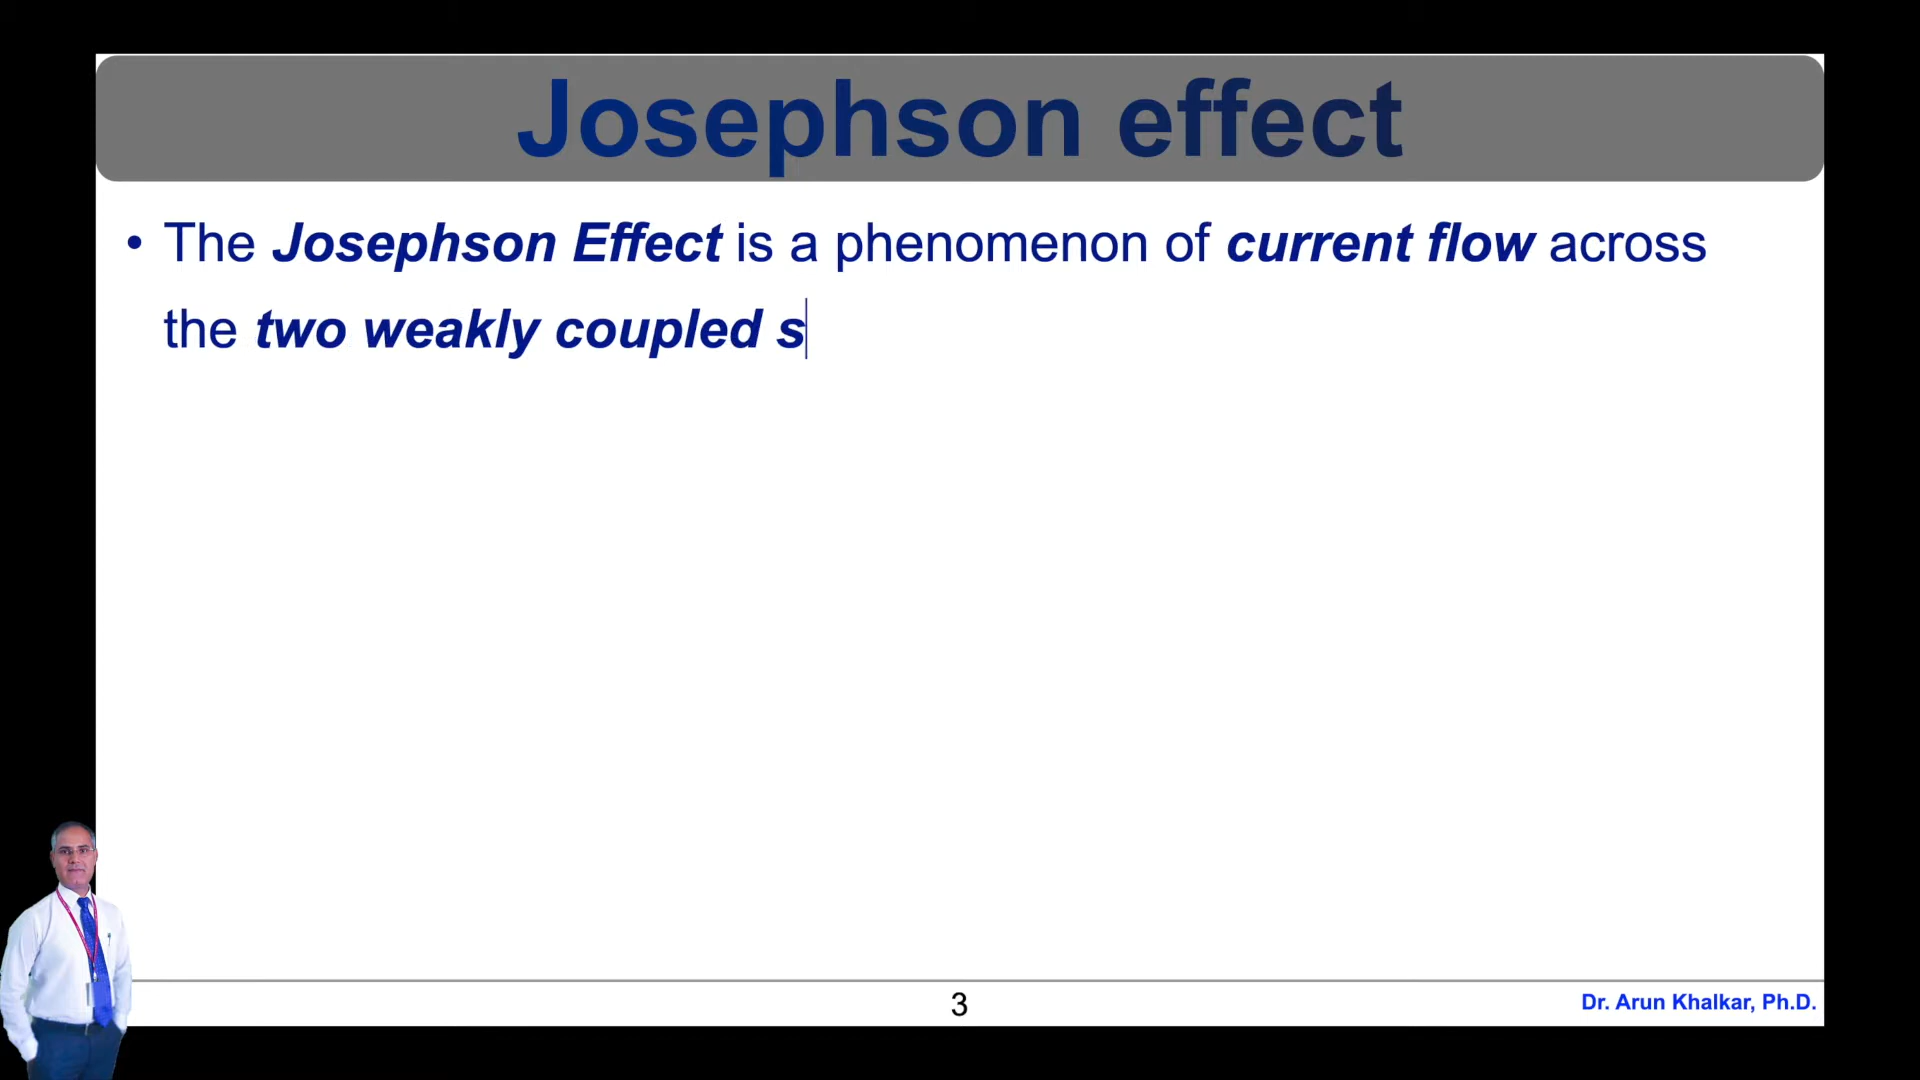 Josephson effect
• The Josephson Effect is a phenomenon of current flow across
the two weakly coupled s
3
Dr. Arun Khalkar, Ph.D.